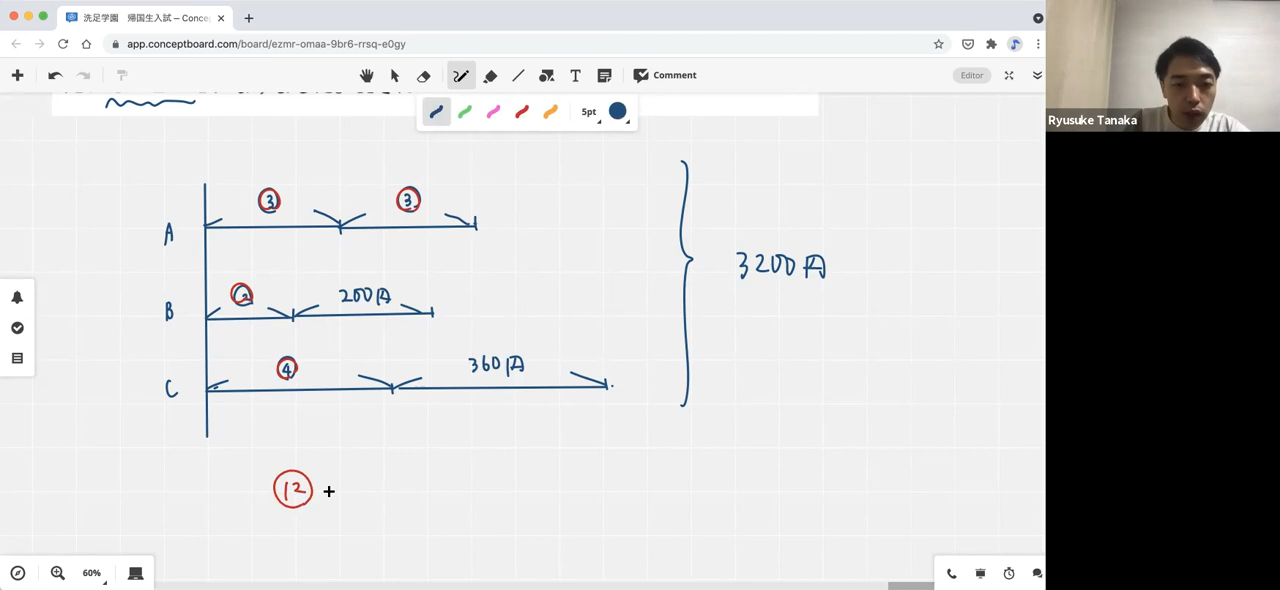 洗足学園 帰国生入試 — Conce
app.conceptboard.com/board/ezmr-omaa-9br6-rrsq-e0gy
Comment
Editor
5pt
Ryusuke Tanaka
③ ③
A
3200円
② 200円
B
④ 360円
C
⑫ +
60%